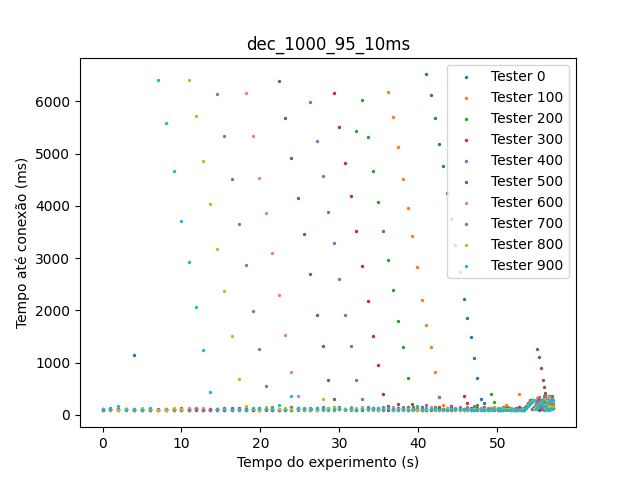 dec_1000_95_10ms
Tempo até conexão (ms)
6000
5000
4000
3000
2000
1000
0
Tester 0
Tester 100
Tester 200
Tester 300
Tester 400
Tester 500
Tester 600
Tester 700
Tester 800
Tester 900
0 10 20 30 40 50
Tempo do experimento (s)